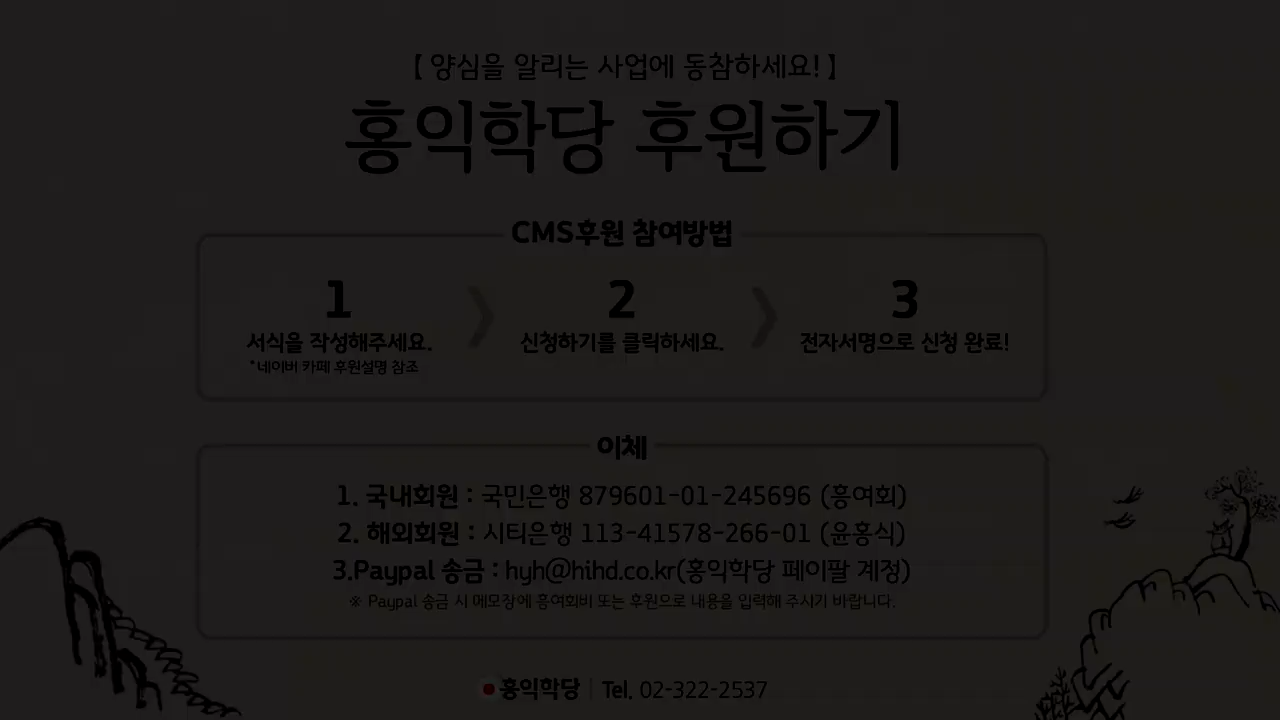 【 양심을 알리는 사업에 동참하세요! 】
홍익학당 후원하기
CMS후원 참여방법
1
서식을 작성해주세요.
*네이버 카페 후원설명 참조
2
신청하기를 클릭하세요.
3
전자서명으로 신청 완료!
이체
1. 국내회원 : 국민은행 879601-01-245696 (흥여회)
2. 해외회원 : 시티은행 113-41578-266-01 (윤홍식)
3.Paypal 송금 : hyh@hihd.co.kr(홍익학당 페이팔 계정)
※ Paypal 송금 시 메모장에 흥여회비 또는 후원으로 내용을 입력해 주시기 바랍니다.
홍익학당 | Tel. 02-322-2537